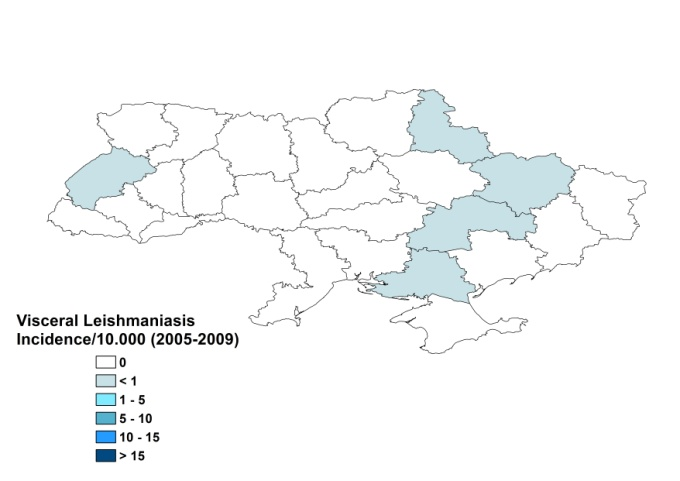 Visceral Leishmaniasis
Incidence/10.000 (2005-2009)
0
< 1
1 - 5
5 - 10
10 - 15
> 15